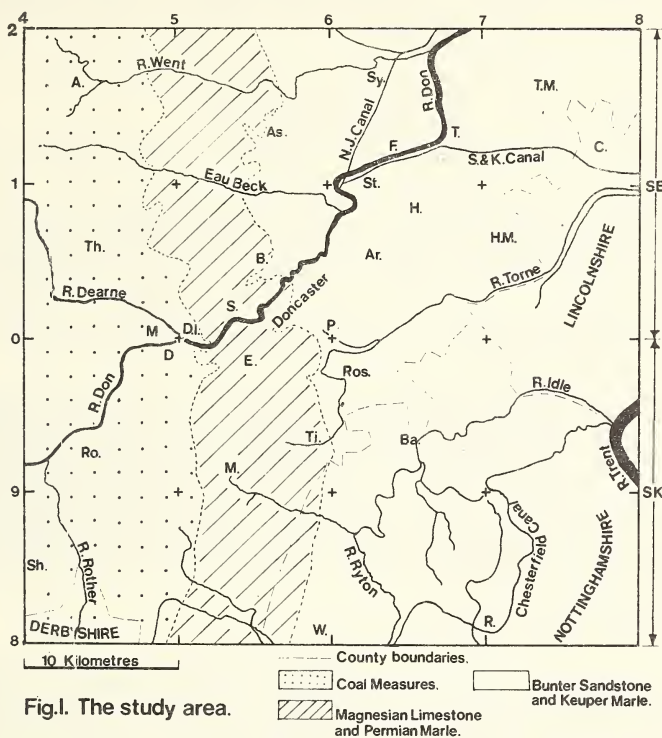 4 5 6 7 8
2
R.Went
A.
Sy.
N.J. Canal
R.Don
T.M.
As.
F.
T.
S.& K.Canal
C.
Eau Beck
1
St.
SE
H.
Th.
H.M.
B.
Ar.
R.Dearne
S.
Doncaster
R.Torne
LINCOLNSHIRE
M
D.I.
P.
0
D
E.
Ros.
R.Don
R.Idle
Ti.
Ba.
Ro.
R.Trent
9
M.
SK
Chesterfield Canal
R.Ryton
NOTTINGHAMSHIRE
Sh.
R.Rother
R.
DERBYSHIRE
W.
8
10 Kilometres
County boundaries.
Coal Measures.
Bunter Sandstone
and Keuper Marle.
Magnesian Limestone
and Permian Marle.
Fig.I. The study area.